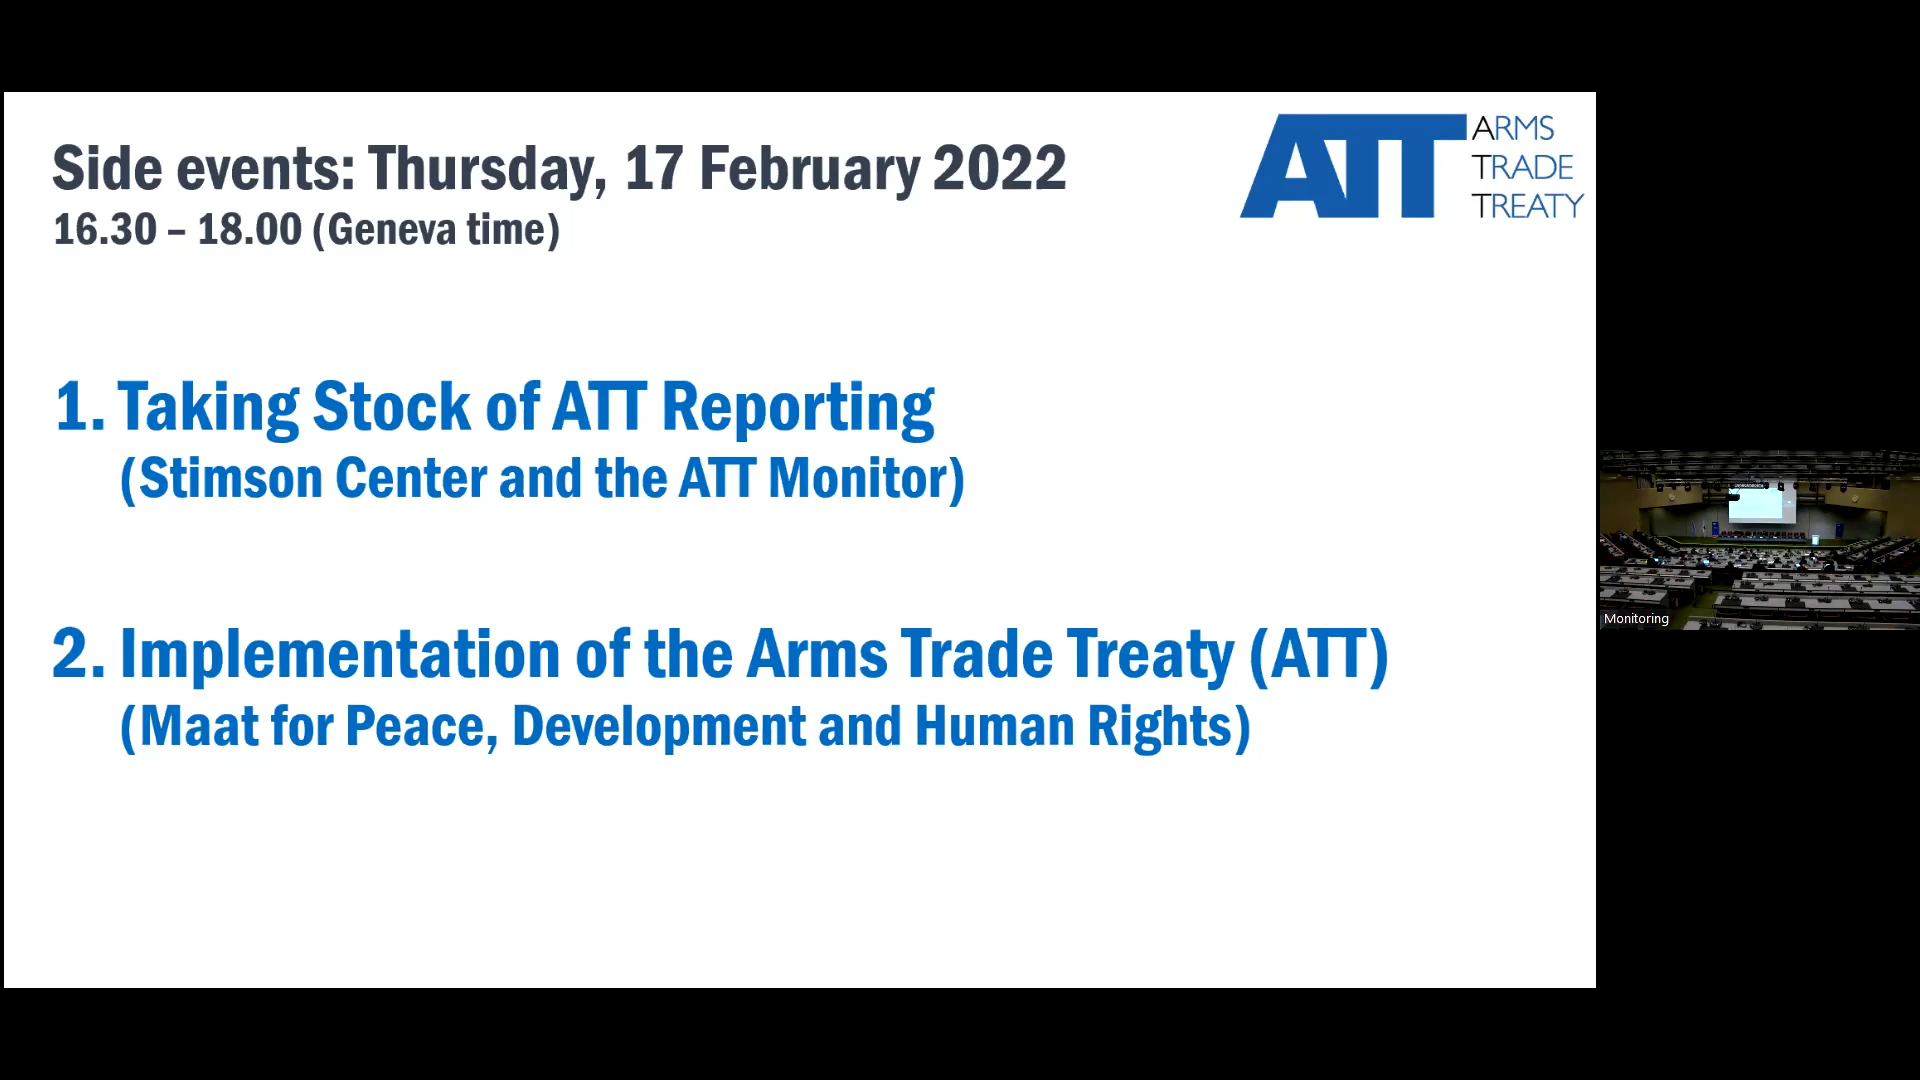 Side events: Thursday, 17 February 2022
16.30 – 18.00 (Geneva time)
ATT ARMS
TRADE
TREATY
1. Taking Stock of ATT Reporting
(Stimson Center and the ATT Monitor)
2. Implementation of the Arms Trade Treaty (ATT)
(Maat for Peace, Development and Human Rights)
Monitoring